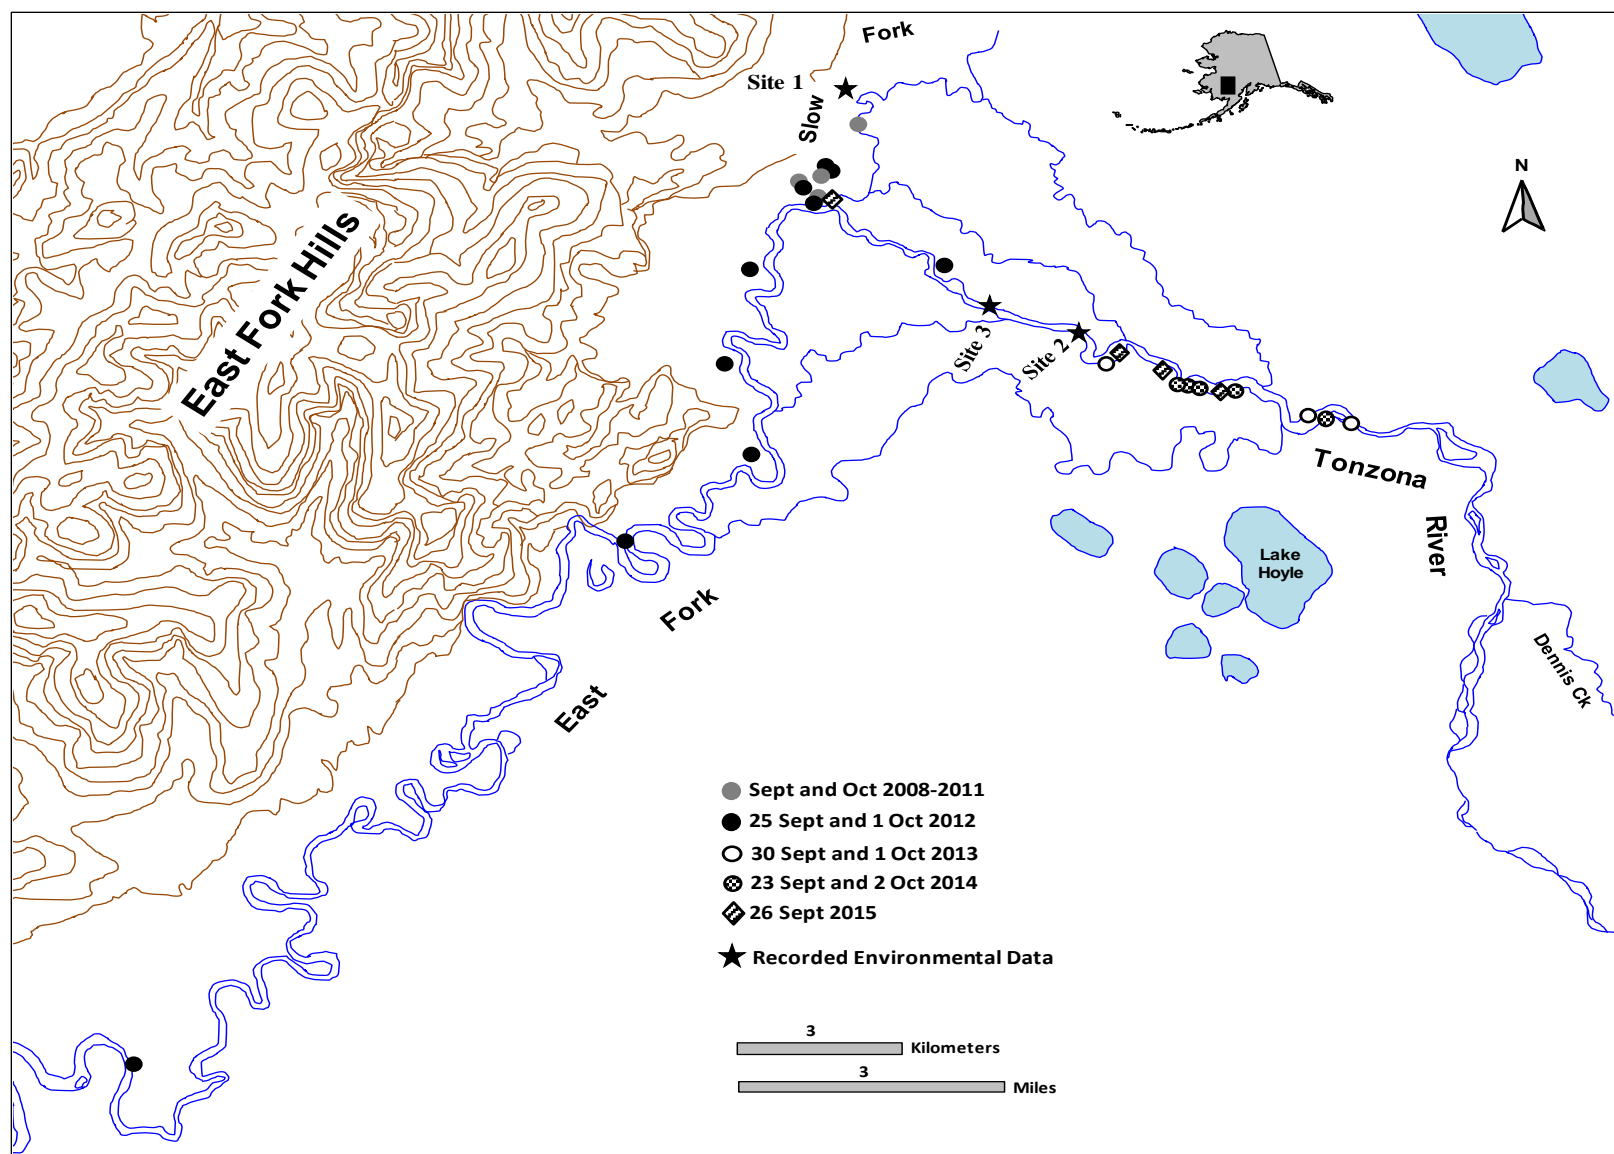 Fork
Site 1
Slow
N
East Fork Hills
Site 3
Site 2
Tonzona
River
Lake
Hoyle
Fork
East
Dennis Ck
Sept and Oct 2008-2011
25 Sept and 1 Oct 2012
30 Sept and 1 Oct 2013
23 Sept and 2 Oct 2014
26 Sept 2015
Recorded Environmental Data
3
Kilometers
3
Miles